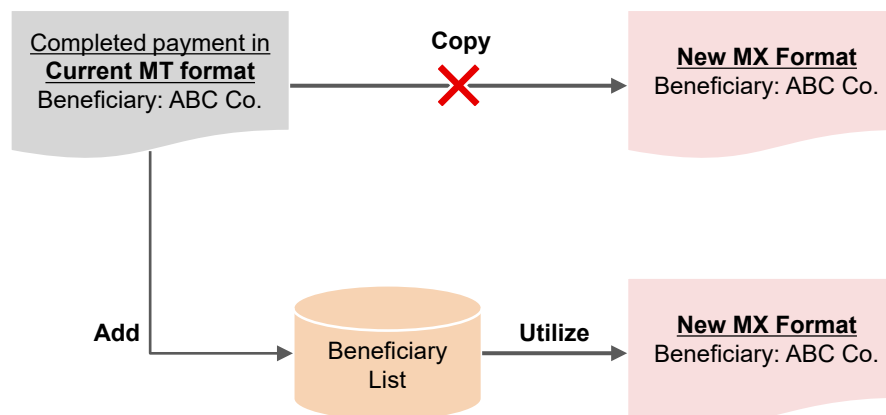 Completed payment in
Current MT format
Beneficiary: ABC Co.
Copy
New MX Format
Beneficiary: ABC Co.
Add
Beneficiary
List
Utilize
New MX Format
Beneficiary: ABC Co.